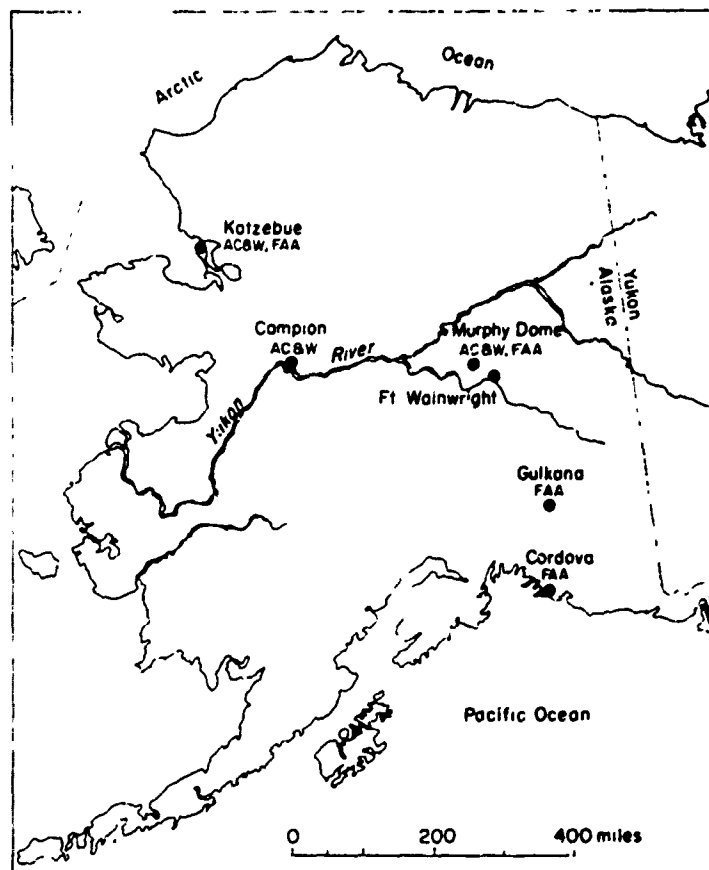 Arctic
Ocean
Kotzebue
AC&W, FAA
Yukon
Alaska
Campion
AC&W
River
Murphy Dome
AC&W, FAA
Yukon
Ft Wainwright
Gulkana
FAA
Cordova
FAA
Pacific Ocean
0 200 400 miles